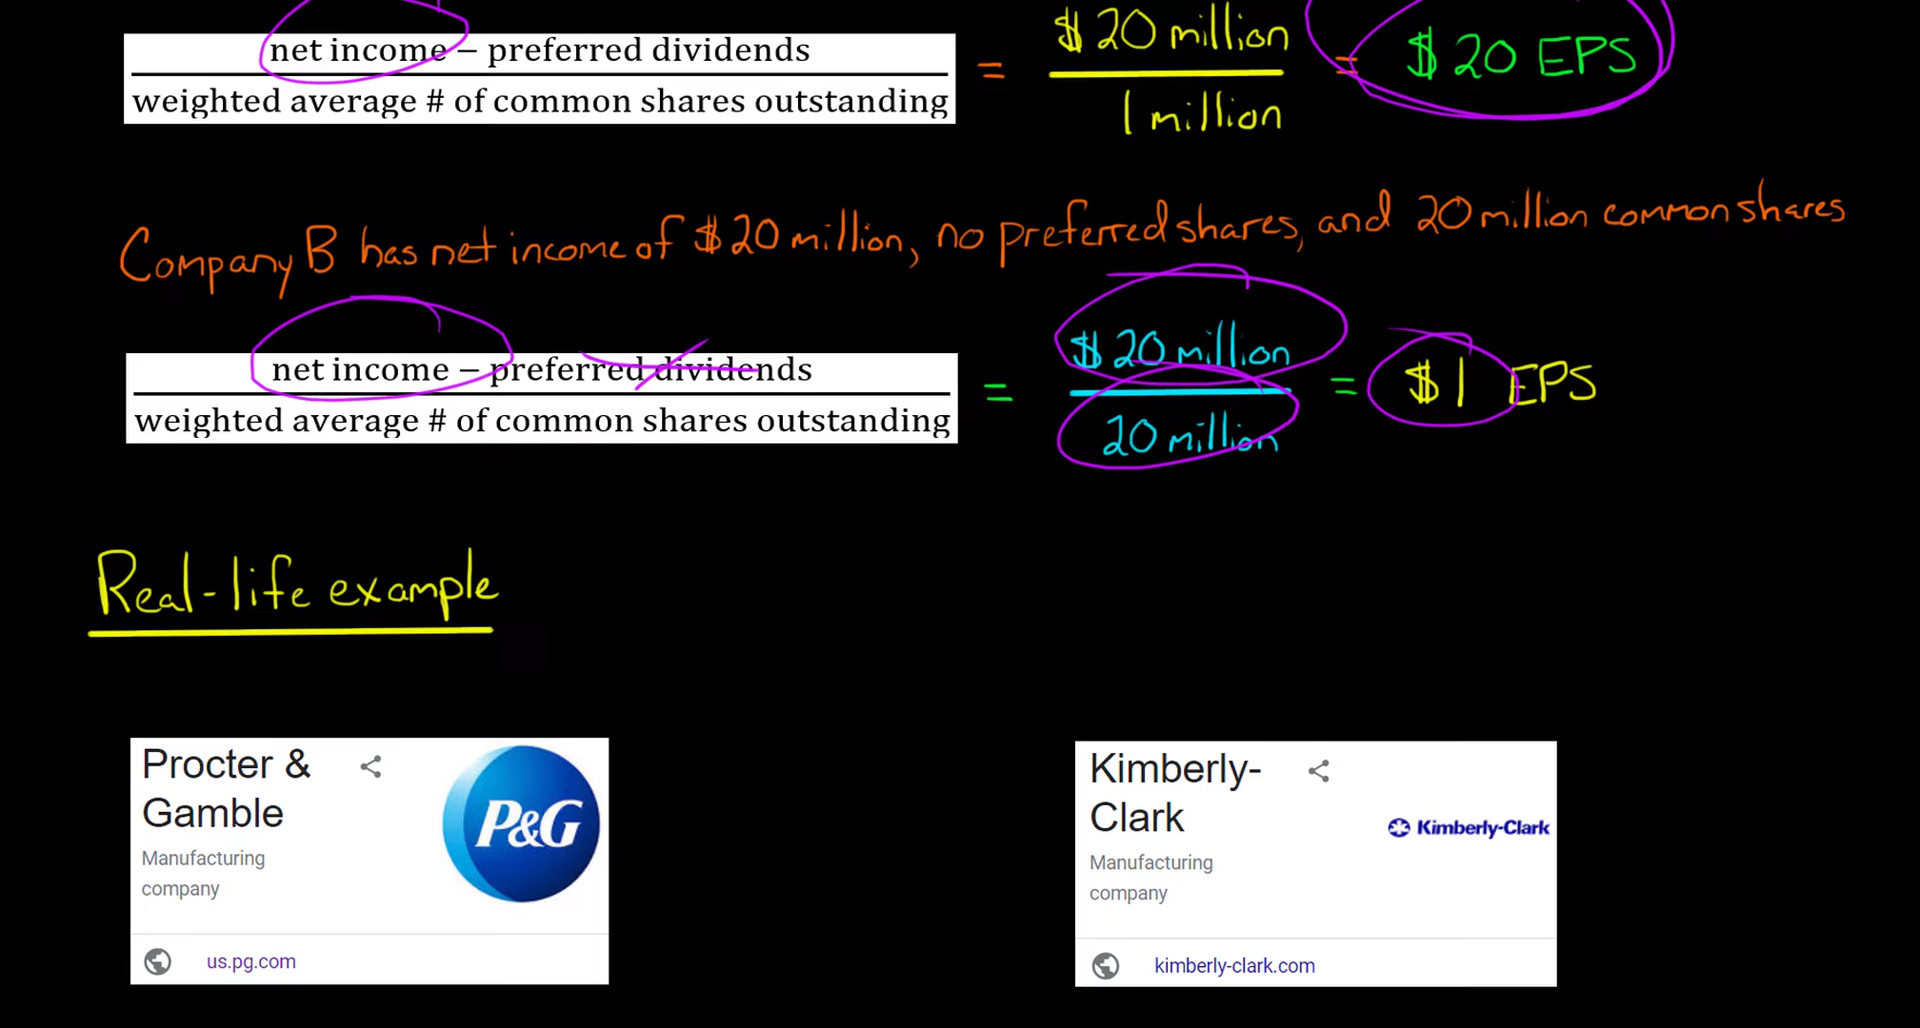 net income − preferred dividends
weighted average # of common shares outstanding
= $20 million
1 million
= $20 EPS
Company B has net income of $20 million, no preferred shares, and 20 million common shares
net income − preferred dividends
weighted average # of common shares outstanding
= $20 million
20 million
= $1 EPS
Real-life example
Procter &
Gamble
P&G
Manufacturing
company
us.pg.com
Kimberly-
Clark
Kimberly-Clark
Manufacturing
company
kimberly-clark.com